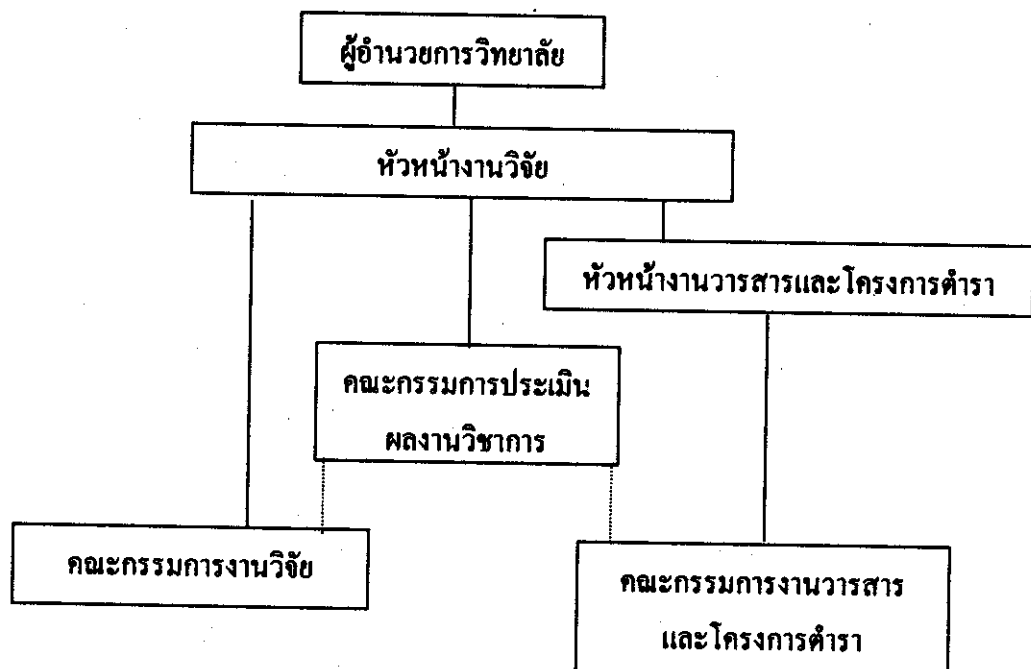 ผู้อำนวยการวิทยาลัย
หัวหน้างานวิจัย
หัวหน้างานวารสารและโครงการตำรา
คณะกรรมการประเมิน
ผลงานวิชาการ
คณะกรรมการงานวิจัย
คณะกรรมการงานวารสาร
และโครงการตำรา